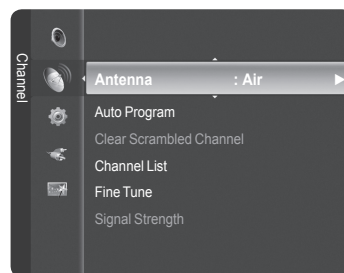 Channel
Antenna : Air
Auto Program
Clear Scrambled Channel
Channel List
Fine Tune
Signal Strength